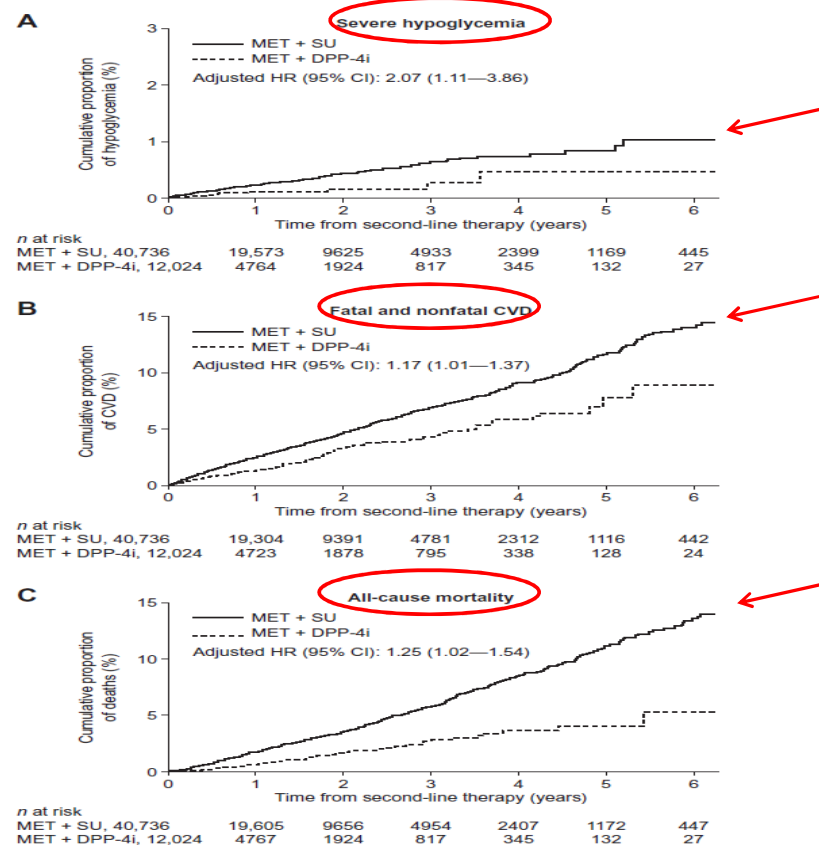 A
Severe hypoglycemia
3
2
1
0
Cumulative proportion
of hypoglycemia (%)
MET + SU
MET + DPP-4i
Adjusted HR (95% CI): 2.07 (1.11—3.86)
0 1 2 3 4 5 6
Time from second-line therapy (years)
n at risk
MET + SU, 40,736 19,573 9625 4933 2399 1169 445
MET + DPP-4i, 12,024 4764 1924 817 345 132 27
B
Fatal and nonfatal CVD
15
10
5
0
Cumulative proportion
of CVD (%)
MET + SU
MET + DPP-4i
Adjusted HR (95% CI): 1.17 (1.01—1.37)
0 1 2 3 4 5 6
Time from second-line therapy (years)
n at risk
MET + SU, 40,736 19,304 9391 4781 2312 1116 442
MET + DPP-4i, 12,024 4723 1878 795 338 128 24
C
All-cause mortality
15
10
5
0
Cumulative proportion
of deaths (%)
MET + SU
MET + DPP-4i
Adjusted HR (95% CI): 1.25 (1.02—1.54)
0 1 2 3 4 5 6
Time from second-line therapy (years)
n at risk
MET + SU, 40,736 19,605 9656 4954 2407 1172 447
MET + DPP-4i, 12,024 4767 1924 817 345 132 27